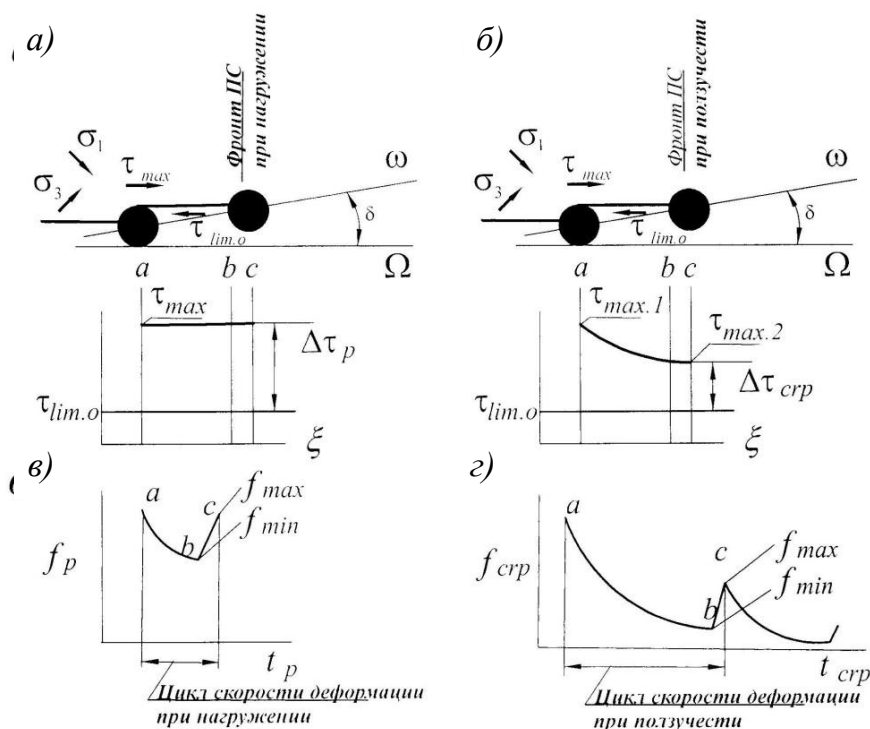 а)
Фронт ПС
при нагружении
σ1
σ3
τmax
τlim.o
ω
δ
Ω
a b c
τmax
Δτp
τlim.o
ξ
б)
Фронт ПС
при ползучести
σ1
σ3
τmax
τlim.o
ω
δ
Ω
a b c
τmax.1
τmax.2
Δτcrp
τlim.o
ξ
в)
a
c
b
fmax
fmin
fp
tp
Цикл скорости деформации
при нагружении
г)
a
c
b
fmax
fmin
fcrp
tcrp
Цикл скорости деформации
при ползучести